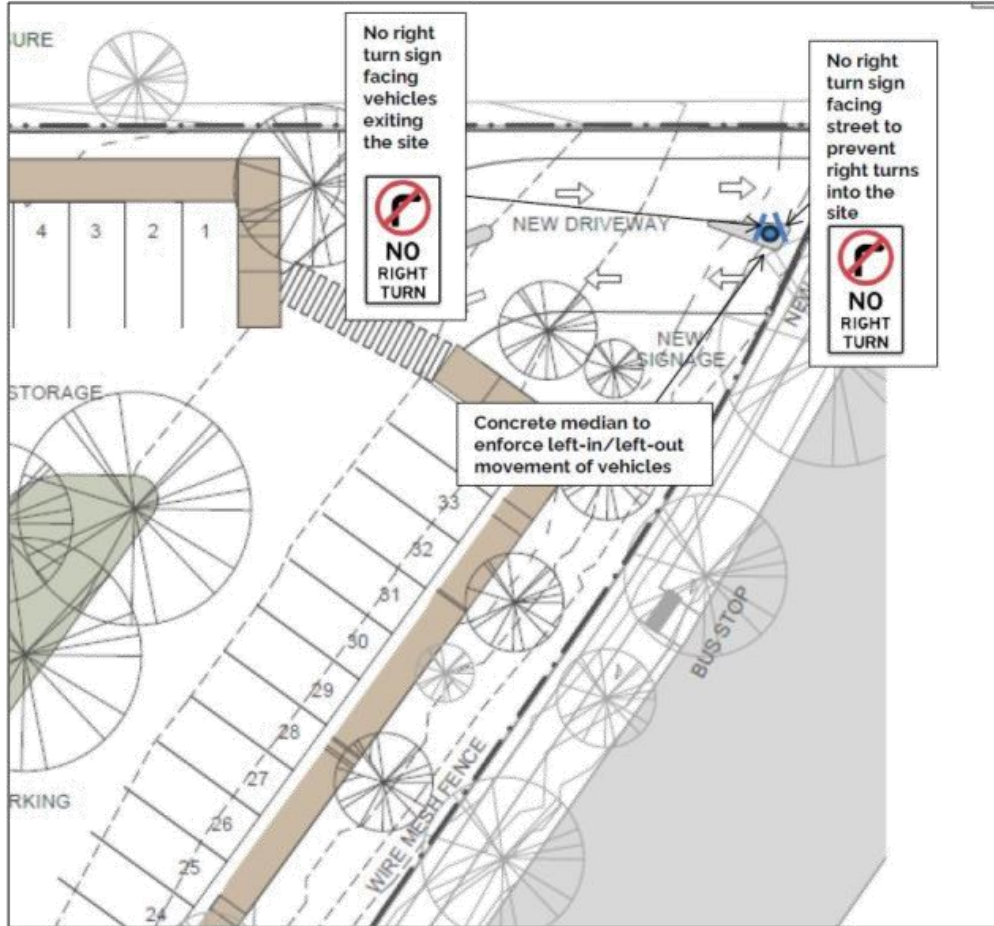 URE
No right
turn sign
facing
vehicles
exiting
the site
NO
RIGHT
TURN
No right
turn sign
facing
street to
prevent
right turns
into the
site
NO
RIGHT
TURN
4 3 2 1
NEW DRIVEWAY
NEW
NEW
SIGNAGE
STORAGE
Concrete median to
enforce left-in/left-out
movement of vehicles
33
32
31
30
29
28
27
26
25
24
RKING
BUS STOP
WIRE MESH FENCE